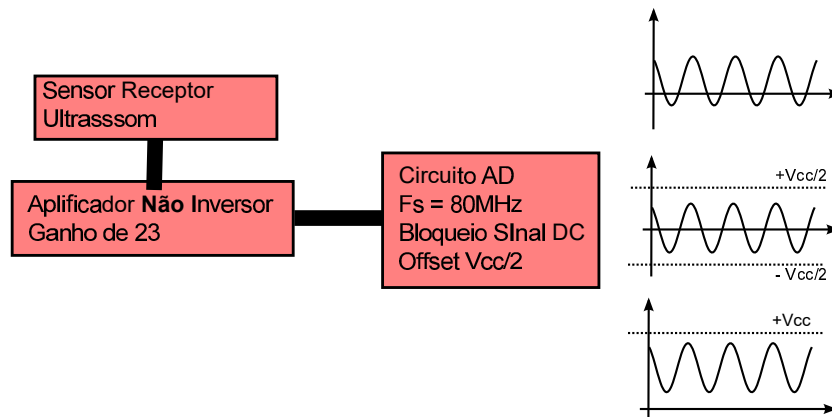 Sensor Receptor
Ultrasssom
Aplificador Não Inversor
Ganho de 23
Circuito AD
Fs = 80MHz
Bloqueio SInal DC
Offset Vcc/2
+Vcc/2
- Vcc/2
+Vcc